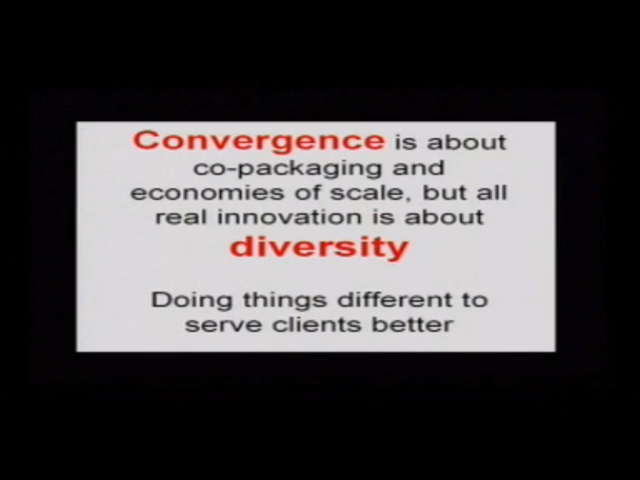 Convergence is about
co-packaging and
economies of scale, but all
real innovation is about
diversity
Doing things different to
serve clients better